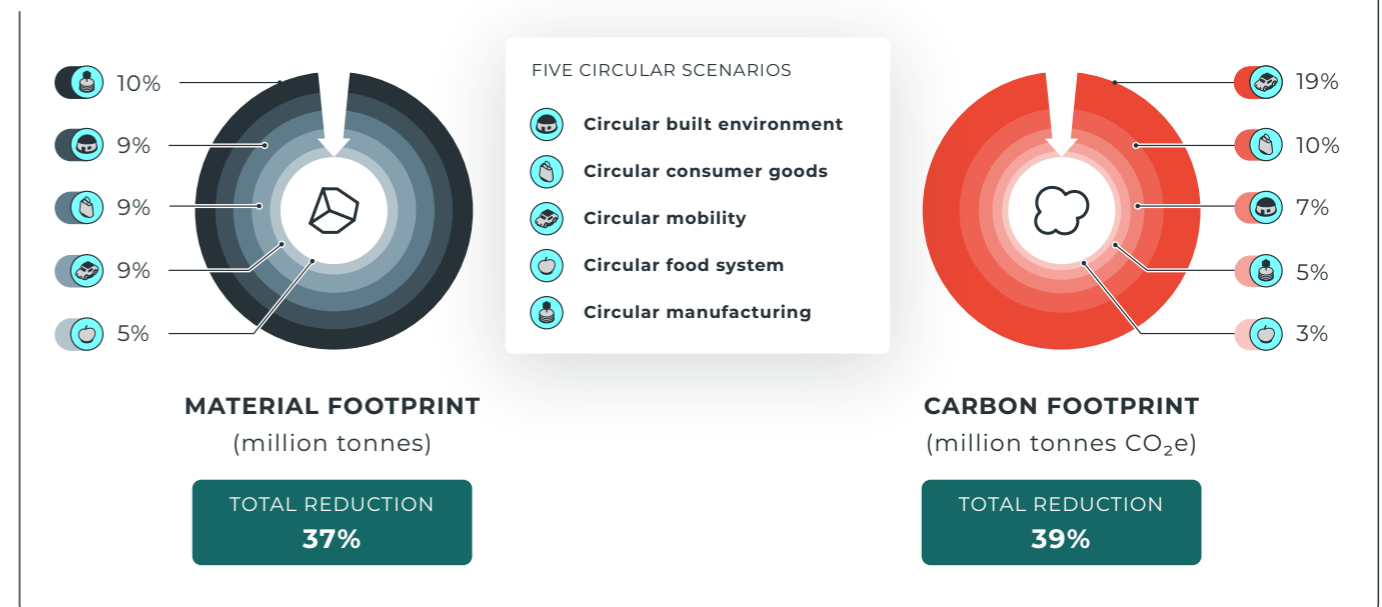 10%
9%
9%
9%
5%
MATERIAL FOOTPRINT
(million tonnes)
TOTAL REDUCTION
37%
FIVE CIRCULAR SCENARIOS
Circular built environment
Circular consumer goods
Circular mobility
Circular food system
Circular manufacturing
19%
10%
7%
5%
3%
CARBON FOOTPRINT
(million tonnes CO₂e)
TOTAL REDUCTION
39%